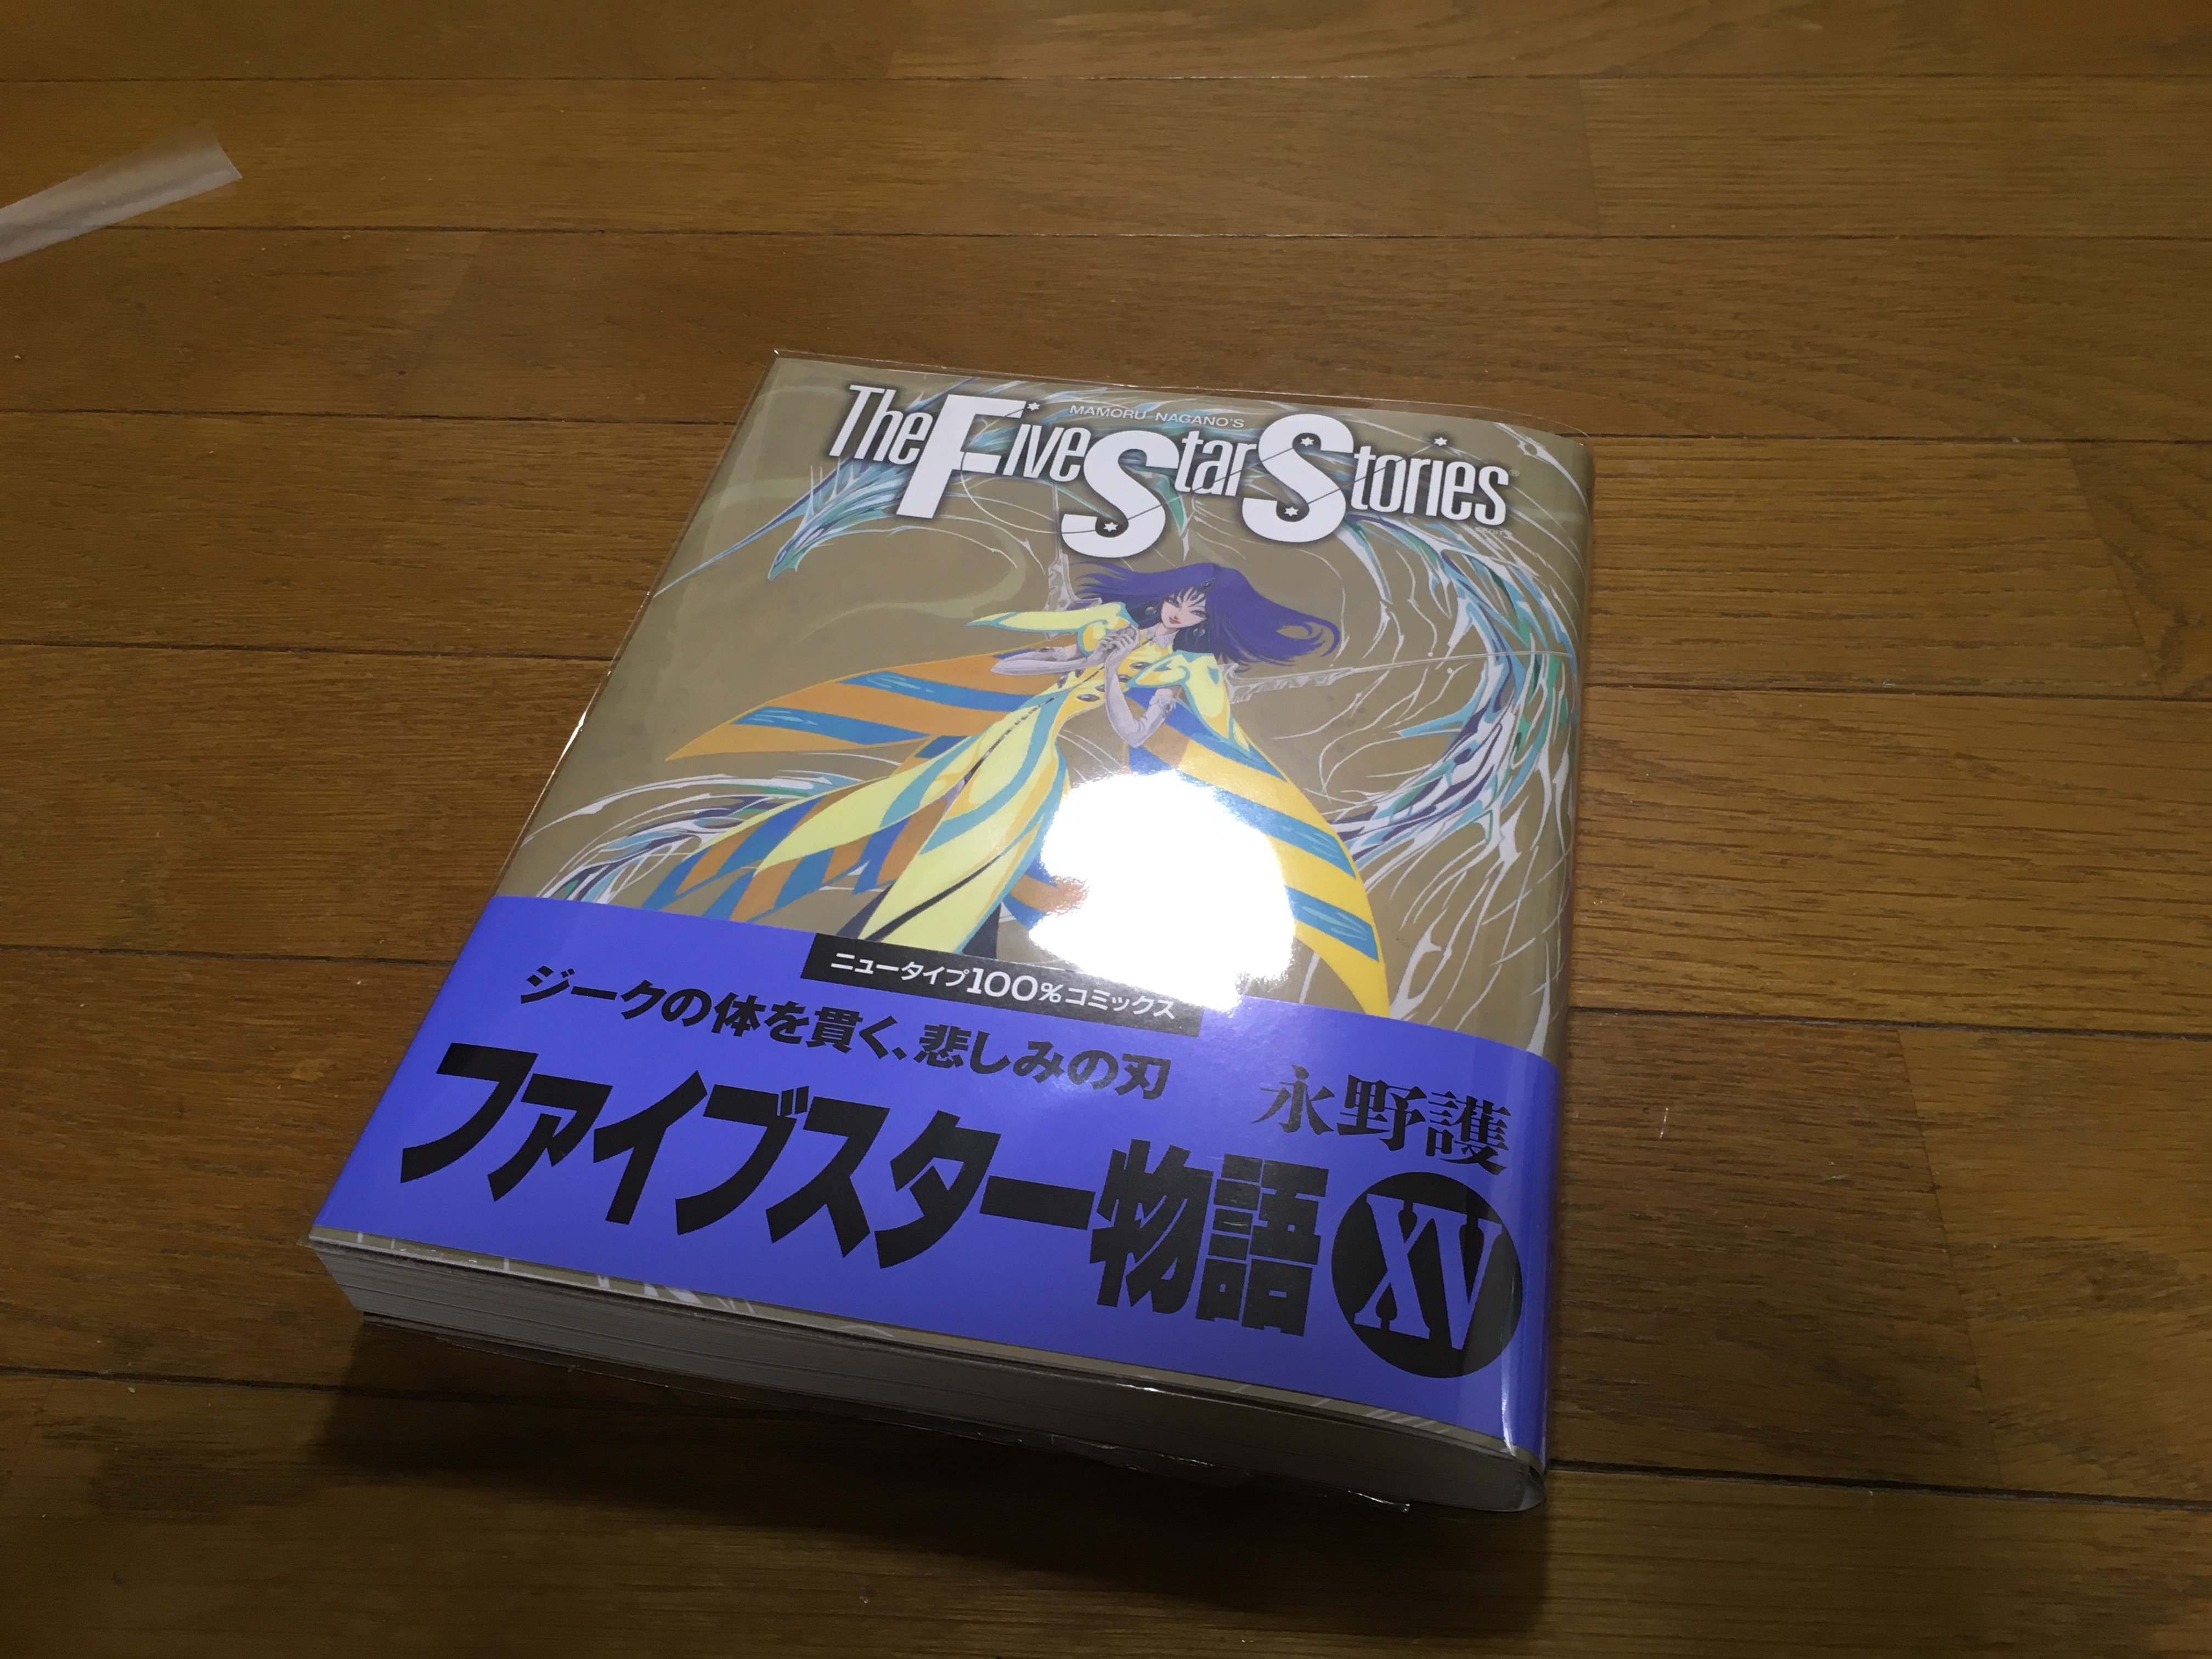 MAMORU NAGANO'S
The Five Star Stories
ニュータイプ100%コミックス
ジークの体を貫く、悲しみの刃
永野護
ファイブスター物語
XV